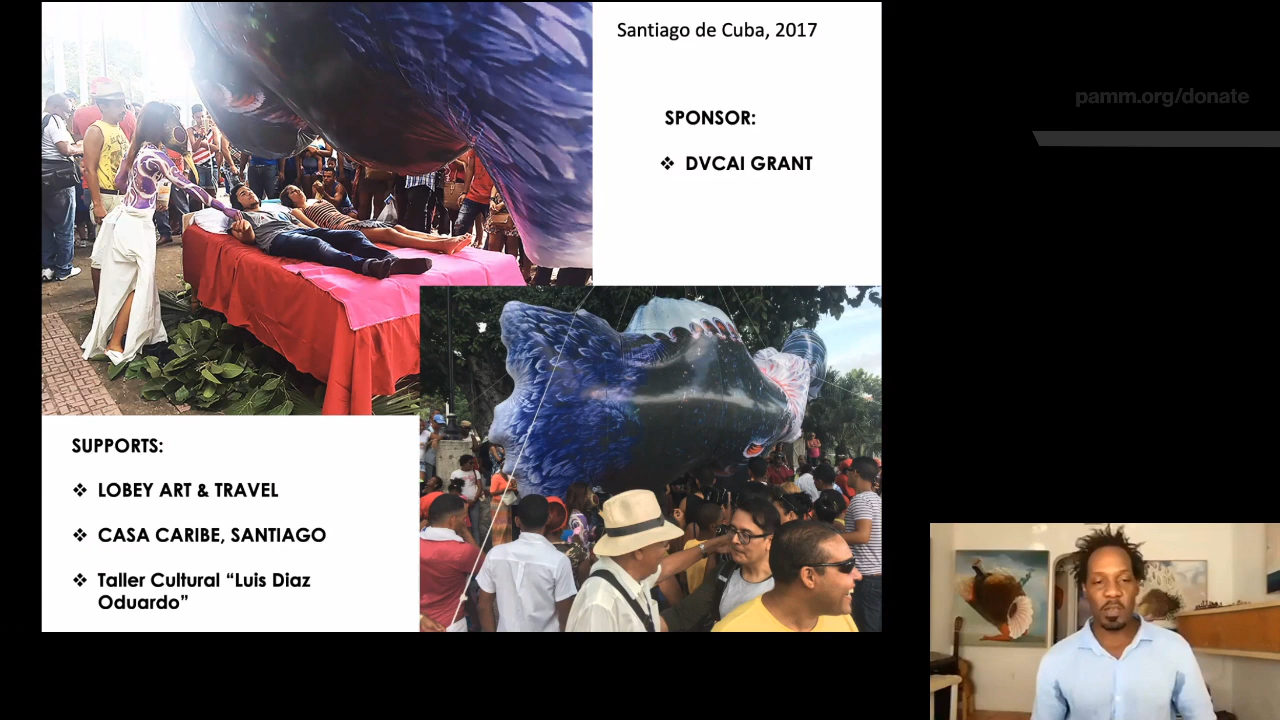 Santiago de Cuba, 2017
SPONSOR:
❖ DVCAI GRANT
pamm.org/donate
SUPPORTS:
❖ LOBEY ART & TRAVEL
❖ CASA CARIBE, SANTIAGO
❖ Taller Cultural “Luis Diaz
Oduardo”